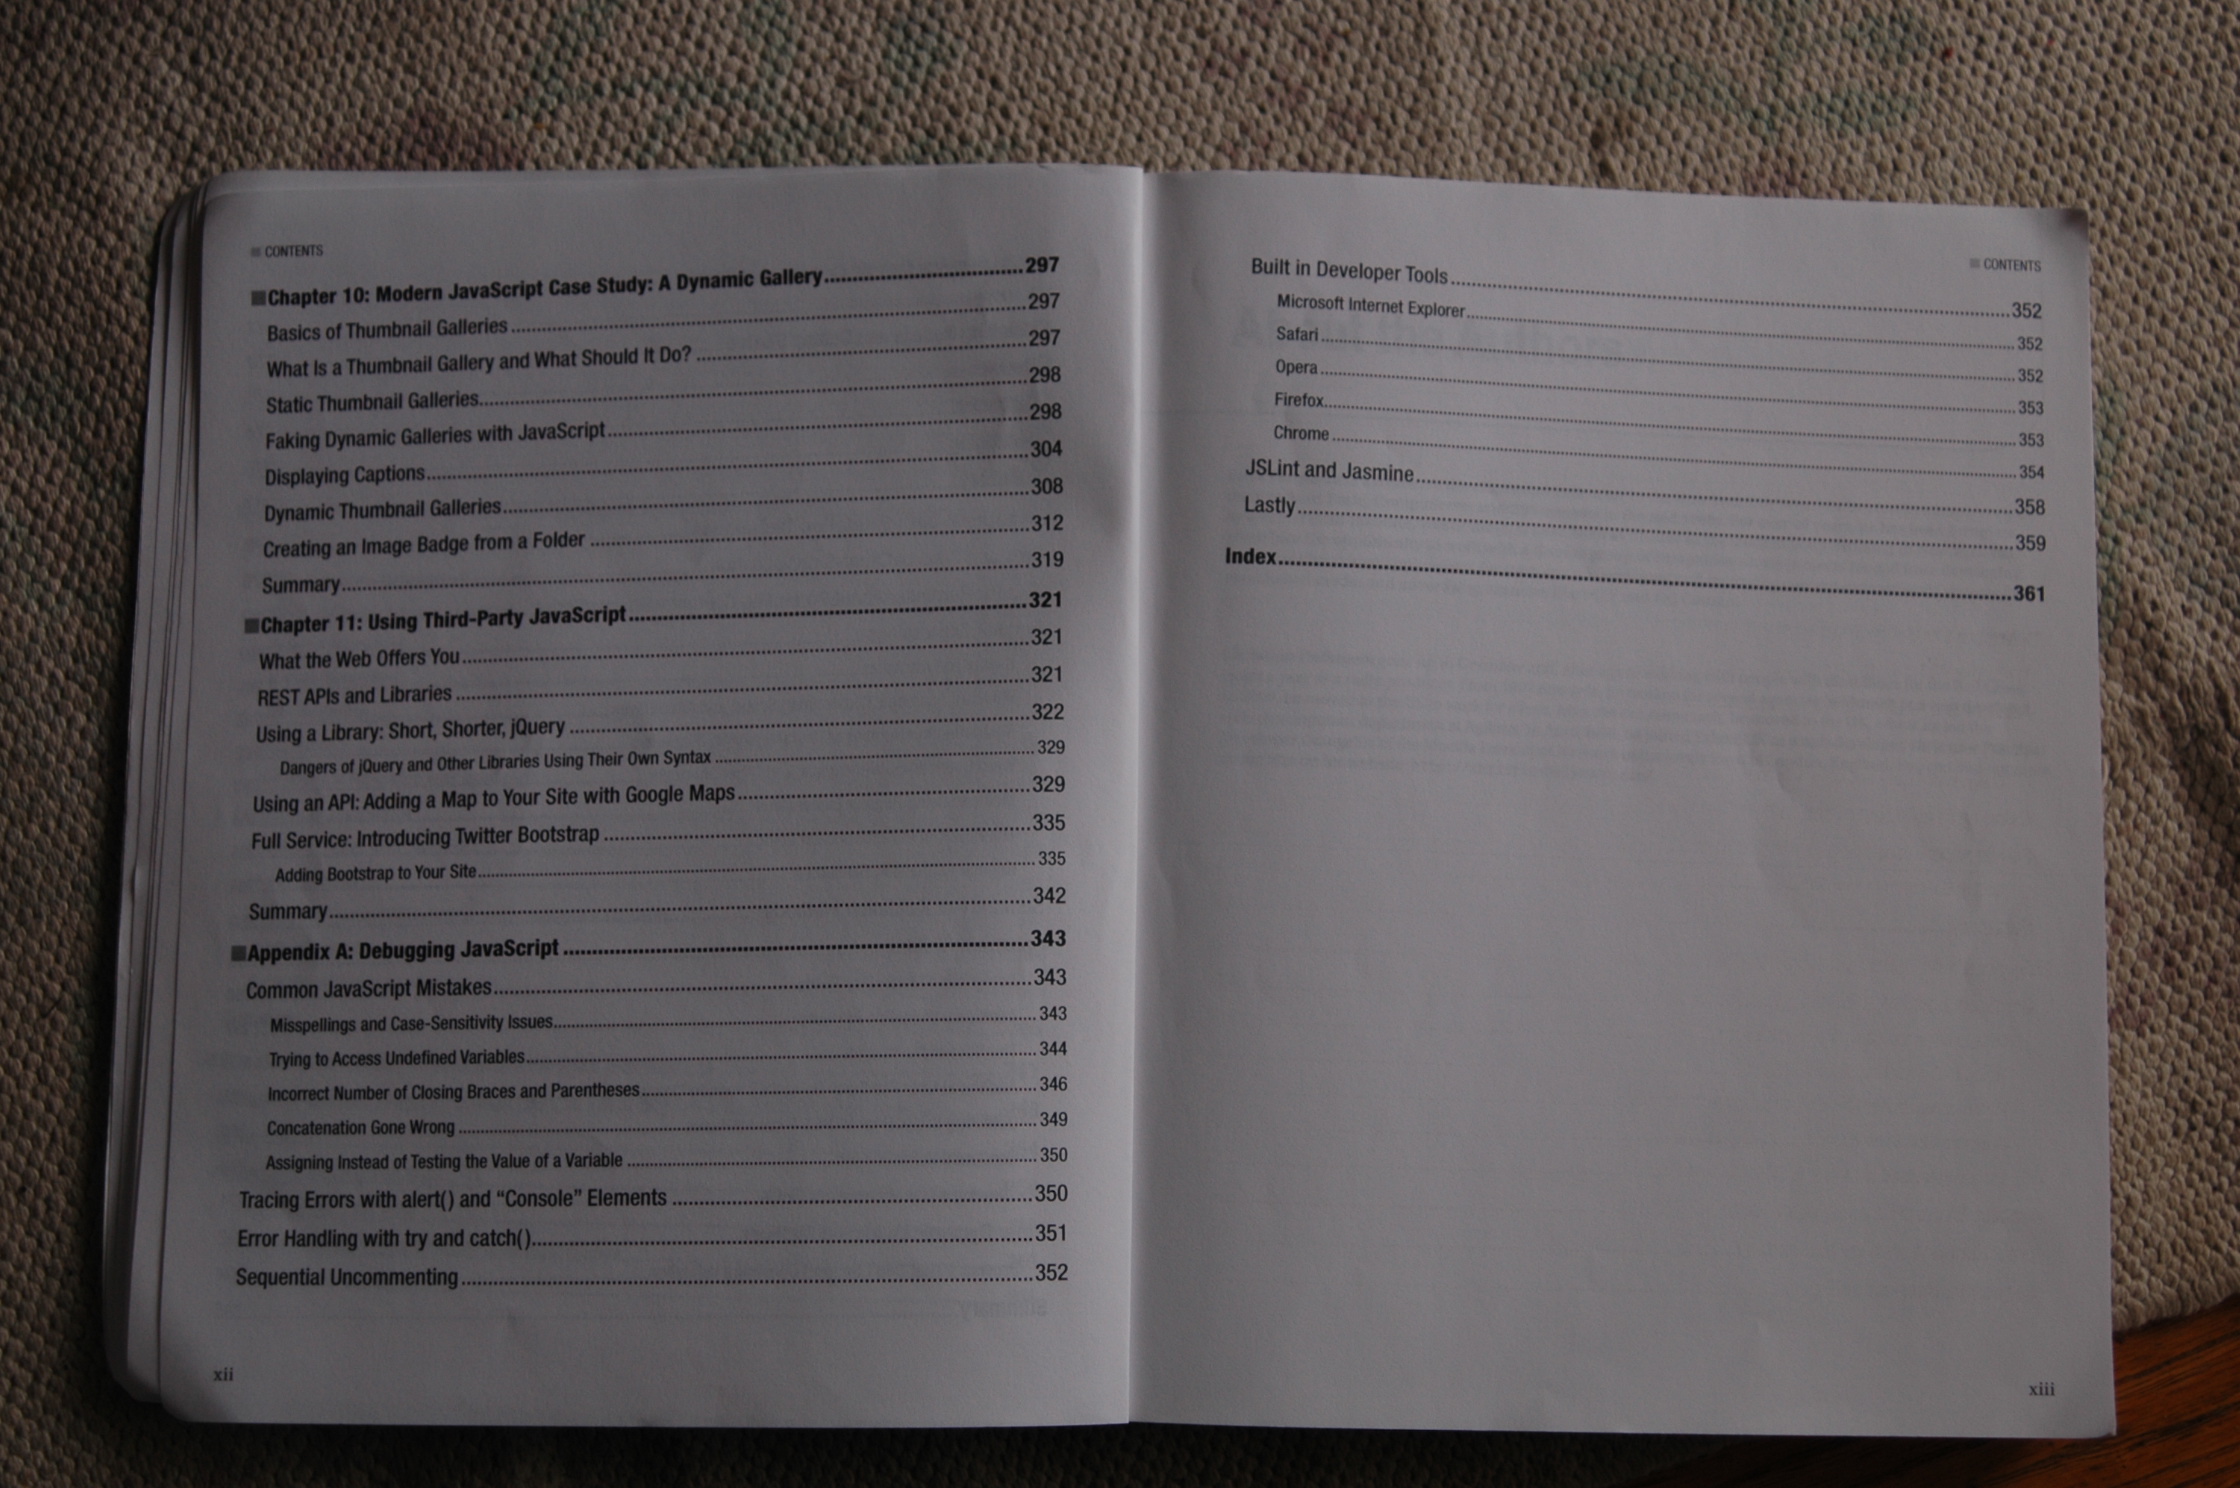 CONTENTS
Chapter 10: Modern JavaScript Case Study: A Dynamic Gallery.....297
Basics of Thumbnail Galleries.....297
What Is a Thumbnail Gallery and What Should It Do?.....297
Static Thumbnail Galleries.....298
Faking Dynamic Galleries with JavaScript.....298
Displaying Captions.....304
Dynamic Thumbnail Galleries.....308
Creating an Image Badge from a Folder.....312
Summary.....319
Chapter 11: Using Third-Party JavaScript.....321
What the Web Offers You.....321
REST APIs and Libraries.....321
Using a Library: Short, Shorter, jQuery.....322
Dangers of jQuery and Other Libraries Using Their Own Syntax.....329
Using an API: Adding a Map to Your Site with Google Maps.....329
Full Service: Introducing Twitter Bootstrap.....335
Adding Bootstrap to Your Site.....335
Summary.....342
Appendix A: Debugging JavaScript.....343
Common JavaScript Mistakes.....343
Misspellings and Case-Sensitivity Issues.....343
Trying to Access Undefined Variables.....344
Incorrect Number of Closing Braces and Parentheses.....346
Concatenation Gone Wrong.....349
Assigning Instead of Testing the Value of a Variable.....350
Tracing Errors with alert() and “Console” Elements.....350
Error Handling with try and catch().....351
Sequential Uncommenting.....352
xii
CONTENTS
Built in Developer Tools.....352
Microsoft Internet Explorer.....352
Safari.....352
Opera.....353
Firefox.....353
Chrome.....354
JSLint and Jasmine.....358
Lastly.....359
Index.....361
xiii